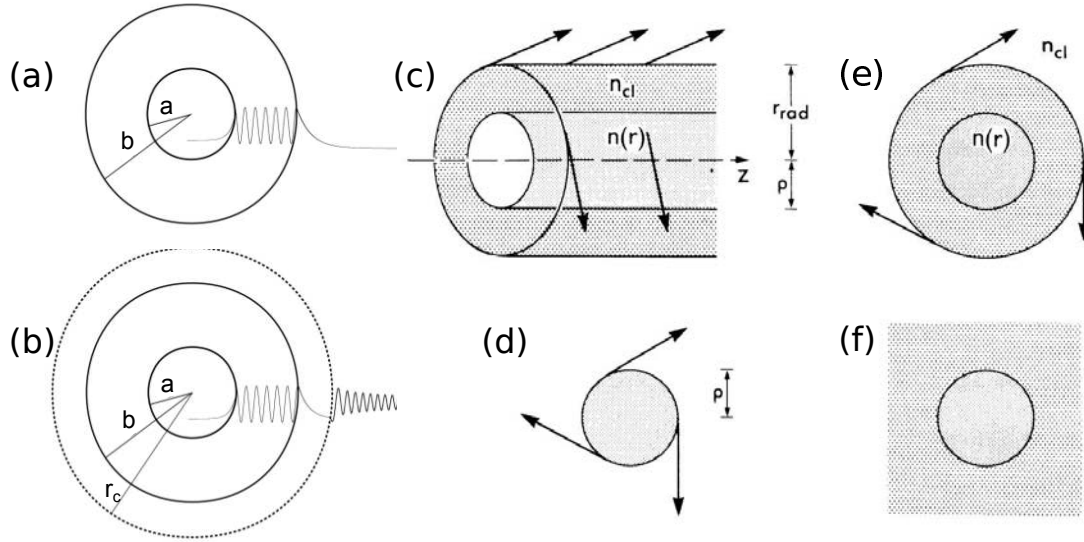 (a)
a
b
(b)
a
b
r_c
(c)
n_cl
n(r)
z
r_rad
ρ
(d)
ρ
(e)
n_cl
n(r)
(f)